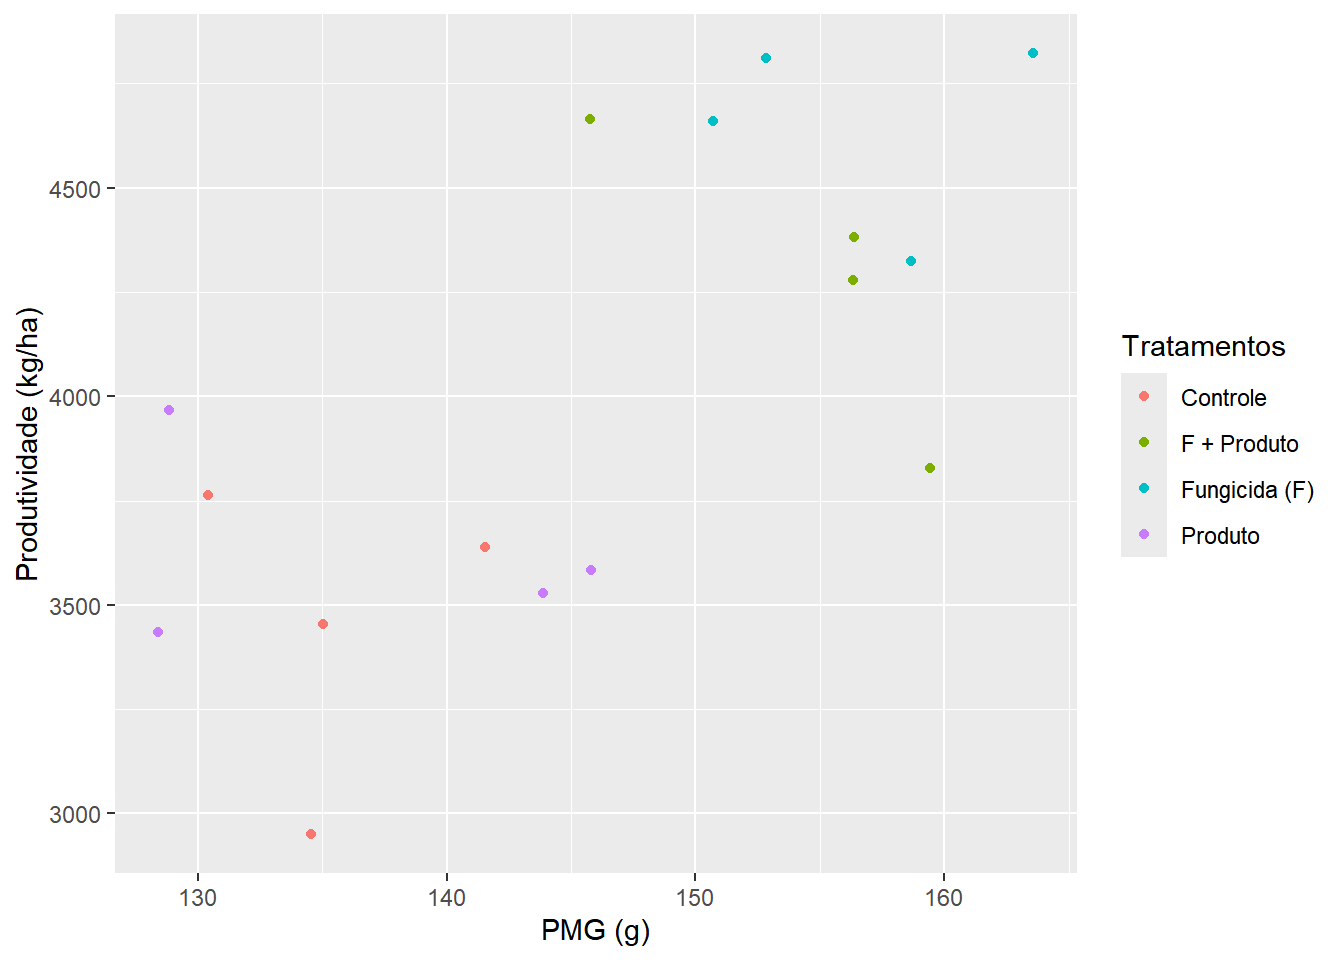 Produtividade (kg/ha)
4500
4000
3500
3000
130
140
150
160
PMG (g)
Tratamentos
Controle
F + Produto
Fungicida (F)
Produto